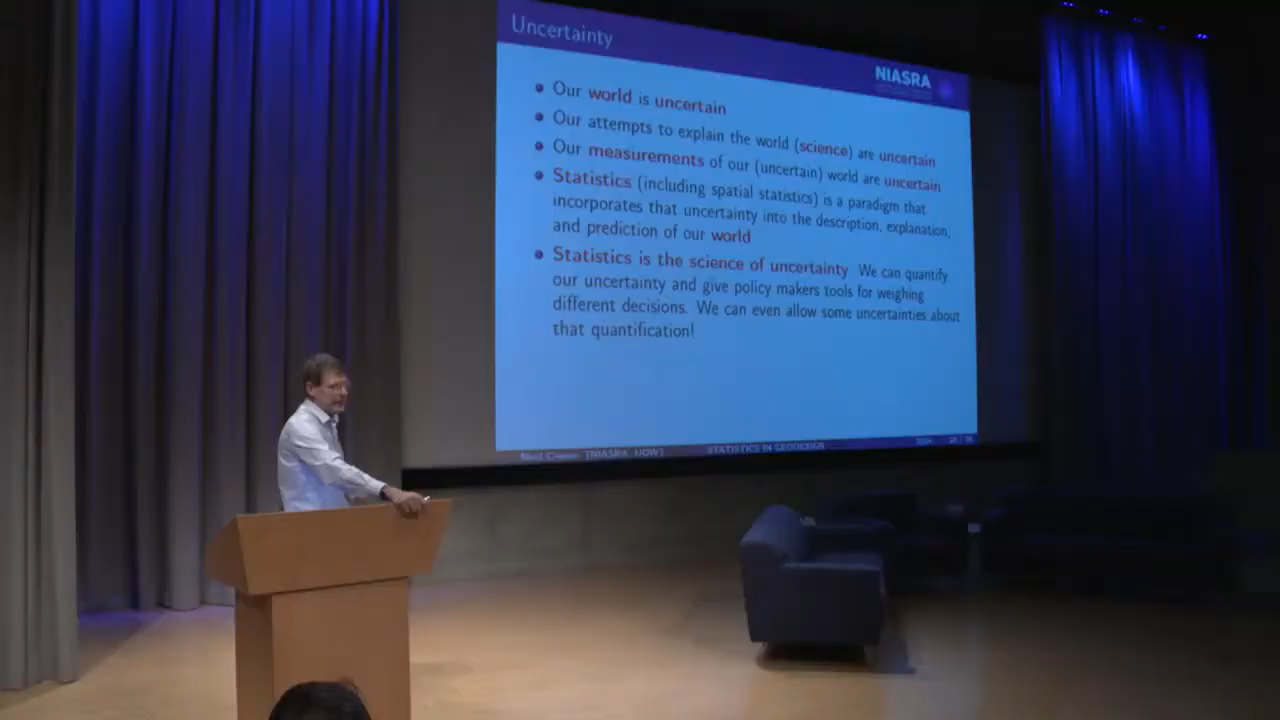 Uncertainty
NIASRA
Our world is uncertain
Our attempts to explain the world (science) are uncertain
Our measurements of our (uncertain) world are uncertain
Statistics (including spatial statistics) is a paradigm that
incorporates that uncertainty into the description, explanation,
and prediction of our world
Statistics is the science of uncertainty We can quantify
our uncertainty and give policy makers tools for weighing
different decisions. We can even allow some uncertainties about
that quantification!
(NIASRA, UOW) STATISTICS IN GEODESIGN